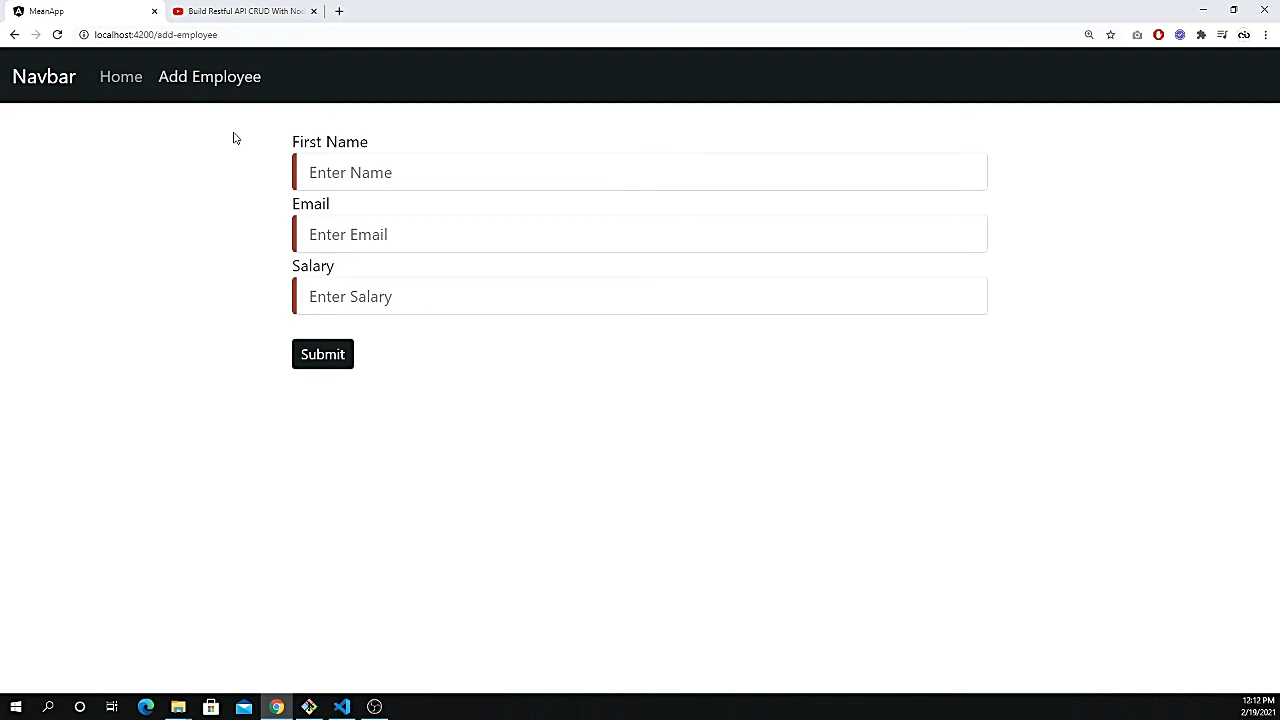 MeanApp
Build Restful API CRUD With Nod
localhost:4200/add-employee
Navbar Home Add Employee
First Name
Enter Name
Email
Enter Email
Salary
Enter Salary
Submit
12:12 PM
2/19/2021